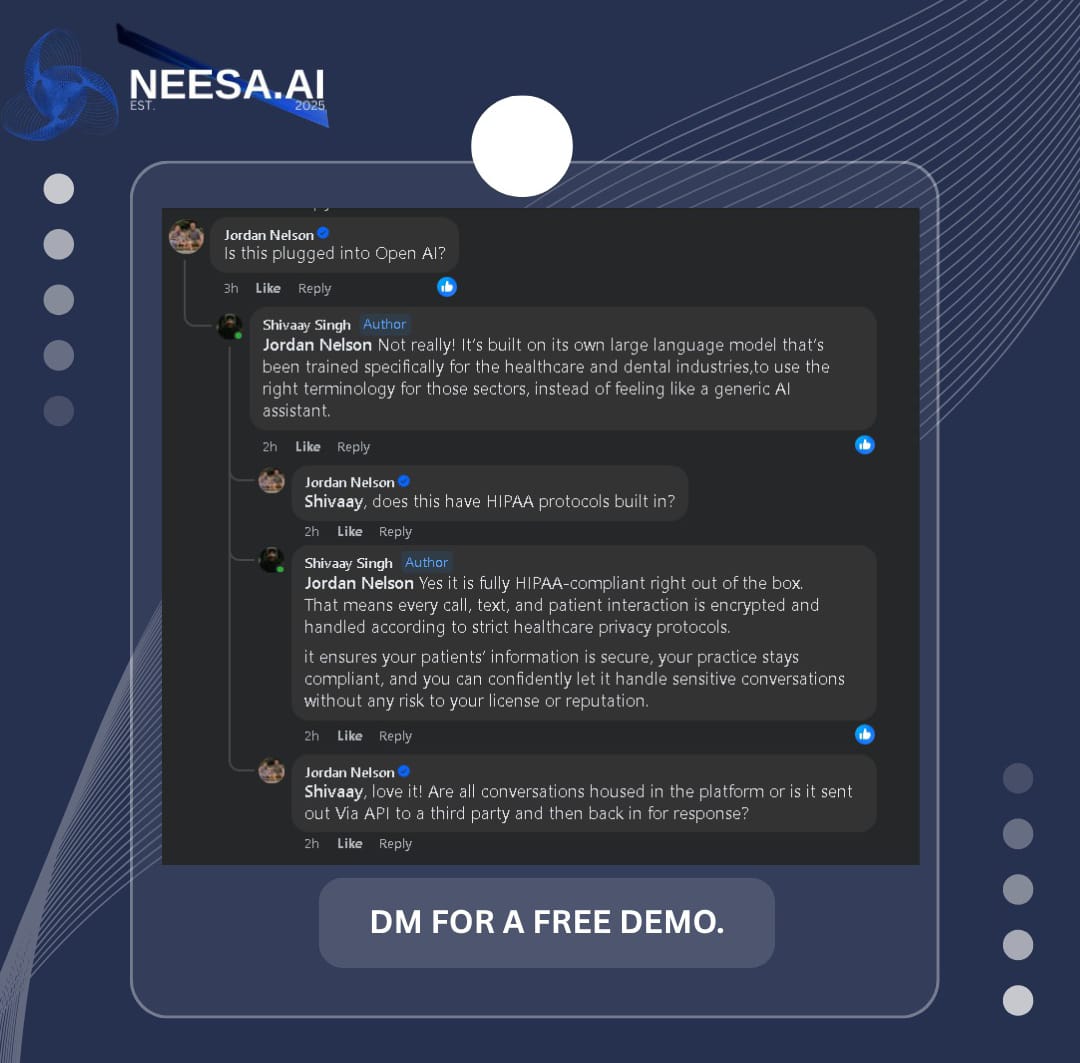 NEESA.AI
EST. 2025
Jordan Nelson
Is this plugged into Open AI?
3h Like Reply
Shivaay Singh Author
Jordan Nelson Not really! It’s built on its own large language model that’s
been trained specifically for the healthcare and dental industries,to use the
right terminology for those sectors, instead of feeling like a generic AI
assistant.
2h Like Reply
Jordan Nelson
Shivaay, does this have HIPAA protocols built in?
2h Like Reply
Shivaay Singh Author
Jordan Nelson Yes it is fully HIPAA-compliant right out of the box.
That means every call, text, and patient interaction is encrypted and
handled according to strict healthcare privacy protocols.
it ensures your patients’ information is secure, your practice stays
compliant, and you can confidently let it handle sensitive conversations
without any risk to your license or reputation.
2h Like Reply
Jordan Nelson
Shivaay, love it! Are all conversations housed in the platform or is it sent
out Via API to a third party and then back in for response?
2h Like Reply
DM FOR A FREE DEMO.